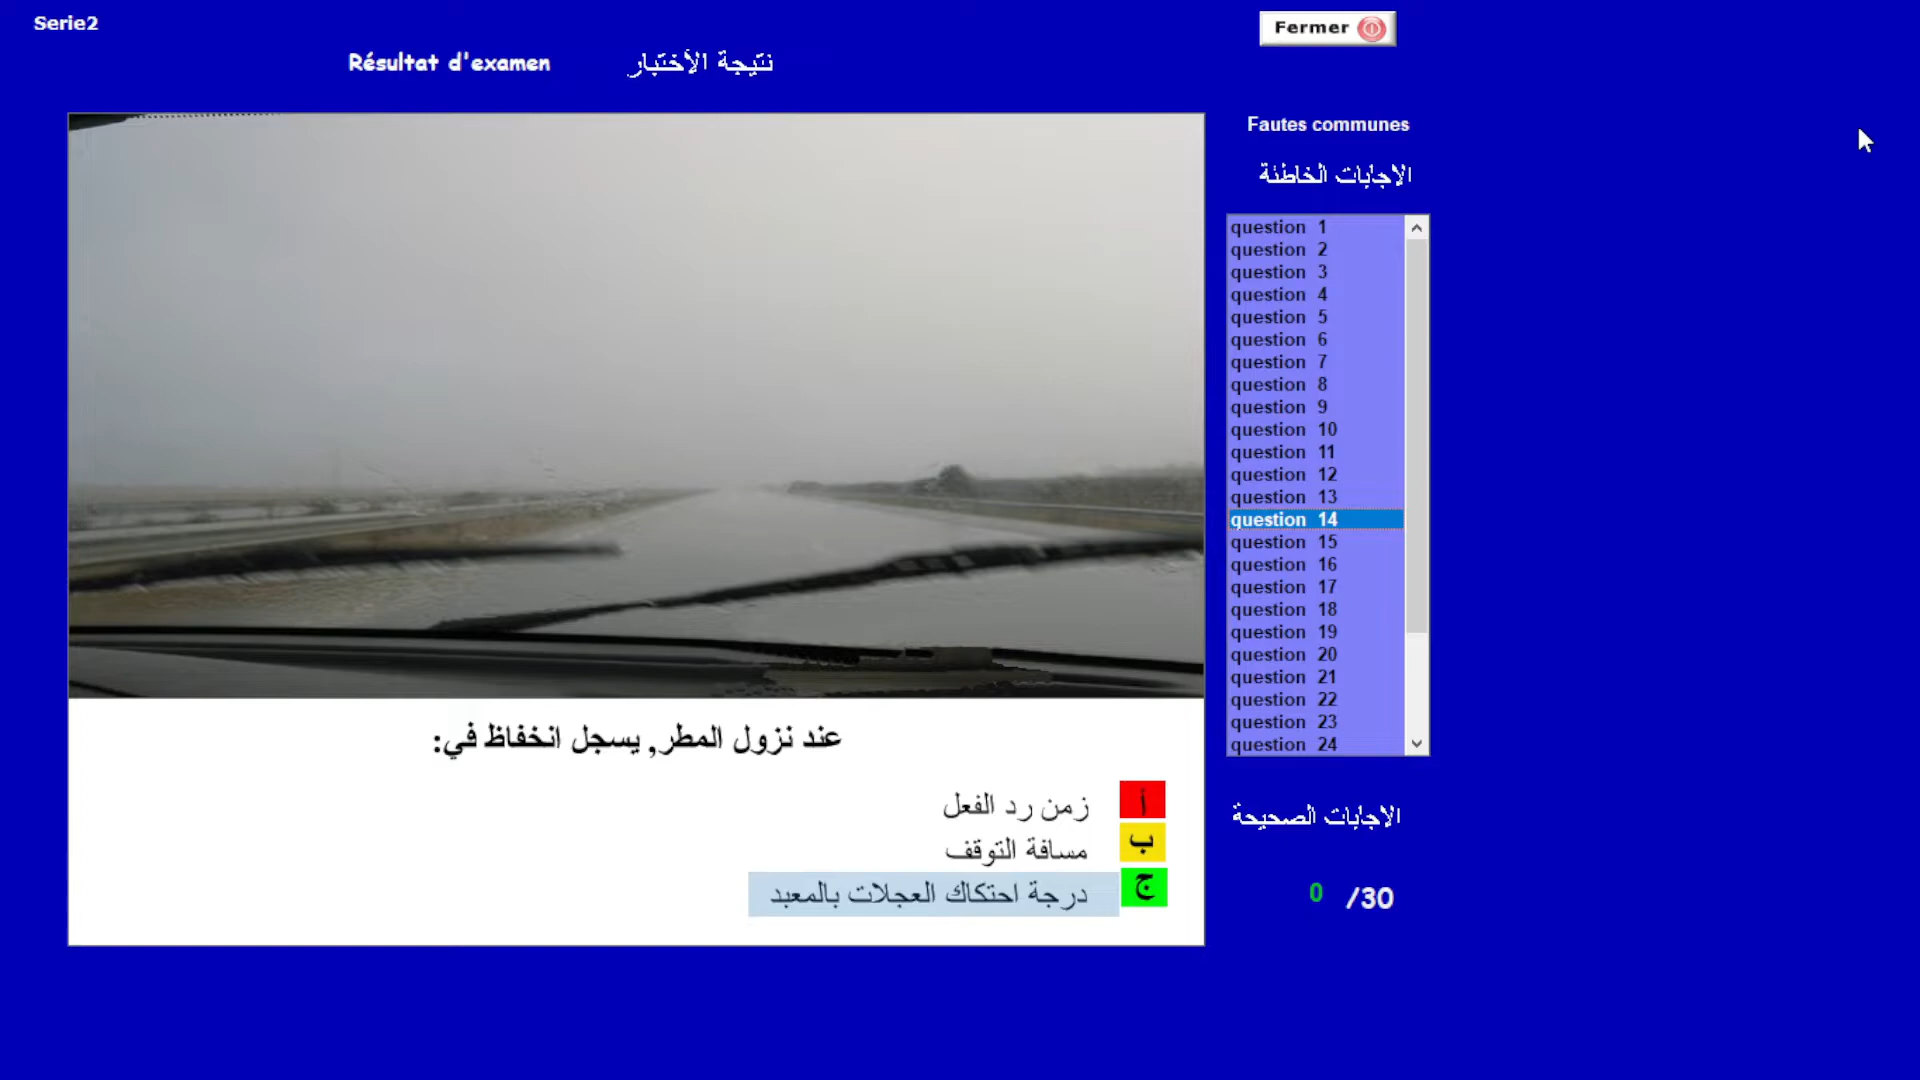 Serie2
Fermer
Résultat d'examen
نتيجة الأختبار
Fautes communes
الإجابات الخاطئة
question 1
question 2
question 3
question 4
question 5
question 6
question 7
question 8
question 9
question 10
question 11
question 12
question 13
question 14
question 15
question 16
question 17
question 18
question 19
question 20
question 21
question 22
question 23
question 24
عند نزول المطر, يسجل انخفاظ في:
أ زمن رد الفعل
ب مسافة التوقف
ج درجة احتكاك العجلات بالمعبد
الإجابات الصحيحة
0 /30